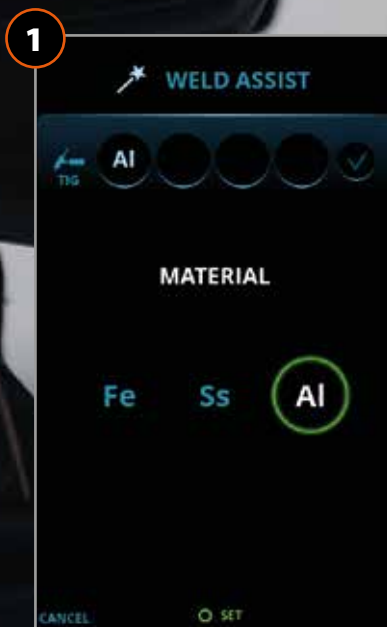 1
WELD ASSIST
TIG Al
MATERIAL
Fe Ss Al
CANCEL SET